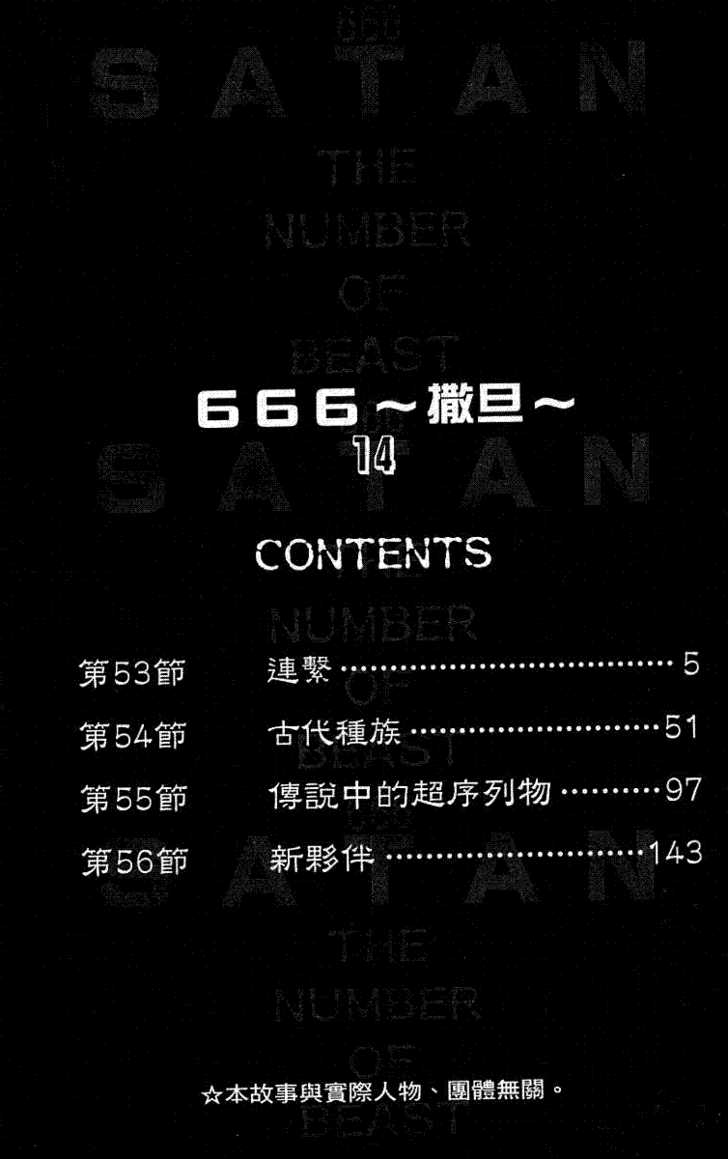 666
SATAN
THE
NUMBER
OF
BEAST
666～撒旦～
14
SATAN
CONTENTS
THE
NUMBER
第53節 連繫 5
OF
第54節 古代種族 51
BEAST
第55節 傳說中的超序列物 97
666
第56節 新夥伴 143
SATAN
THE
NUMBER
OF
☆本故事與實際人物、團體無關。
BEAST